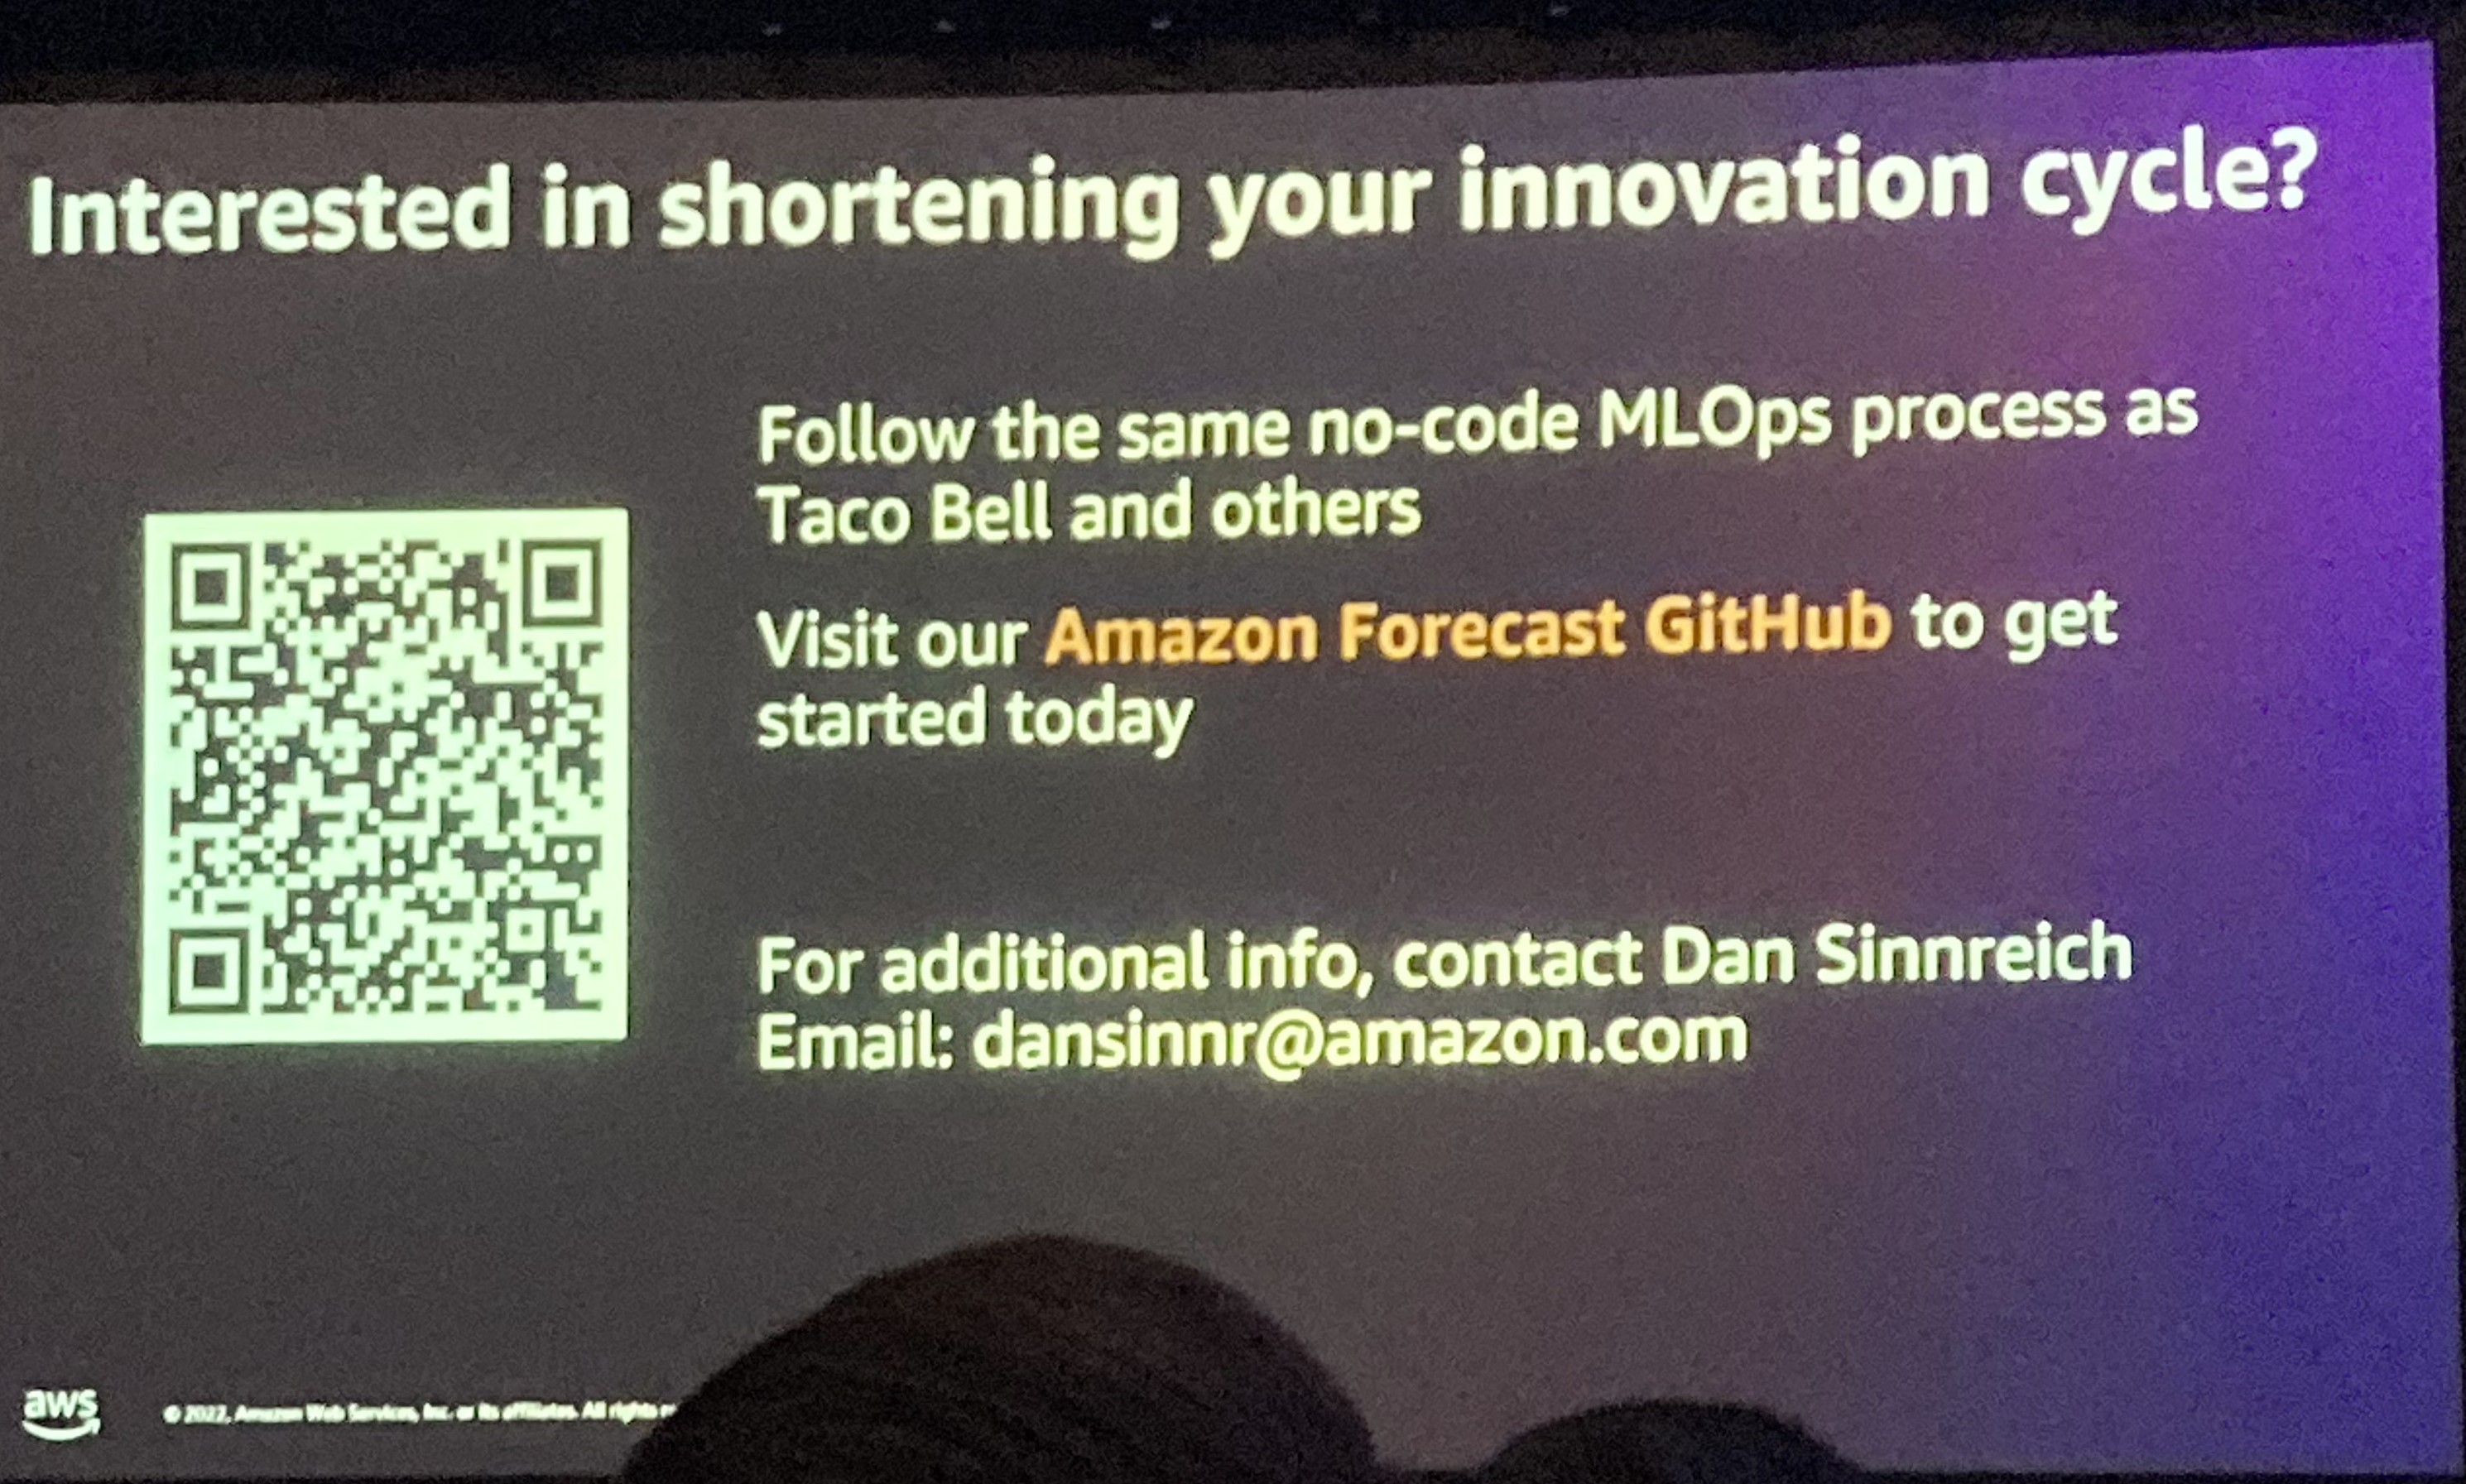 Interested in shortening your innovation cycle?
Follow the same no-code MLOps process as
Taco Bell and others
Visit our Amazon Forecast GitHub to get
started today
For additional info, contact Dan Sinnreich
Email: dansinnr@amazon.com
aws
© 2022, Amazon Web Services, Inc. or its affiliates. All rights